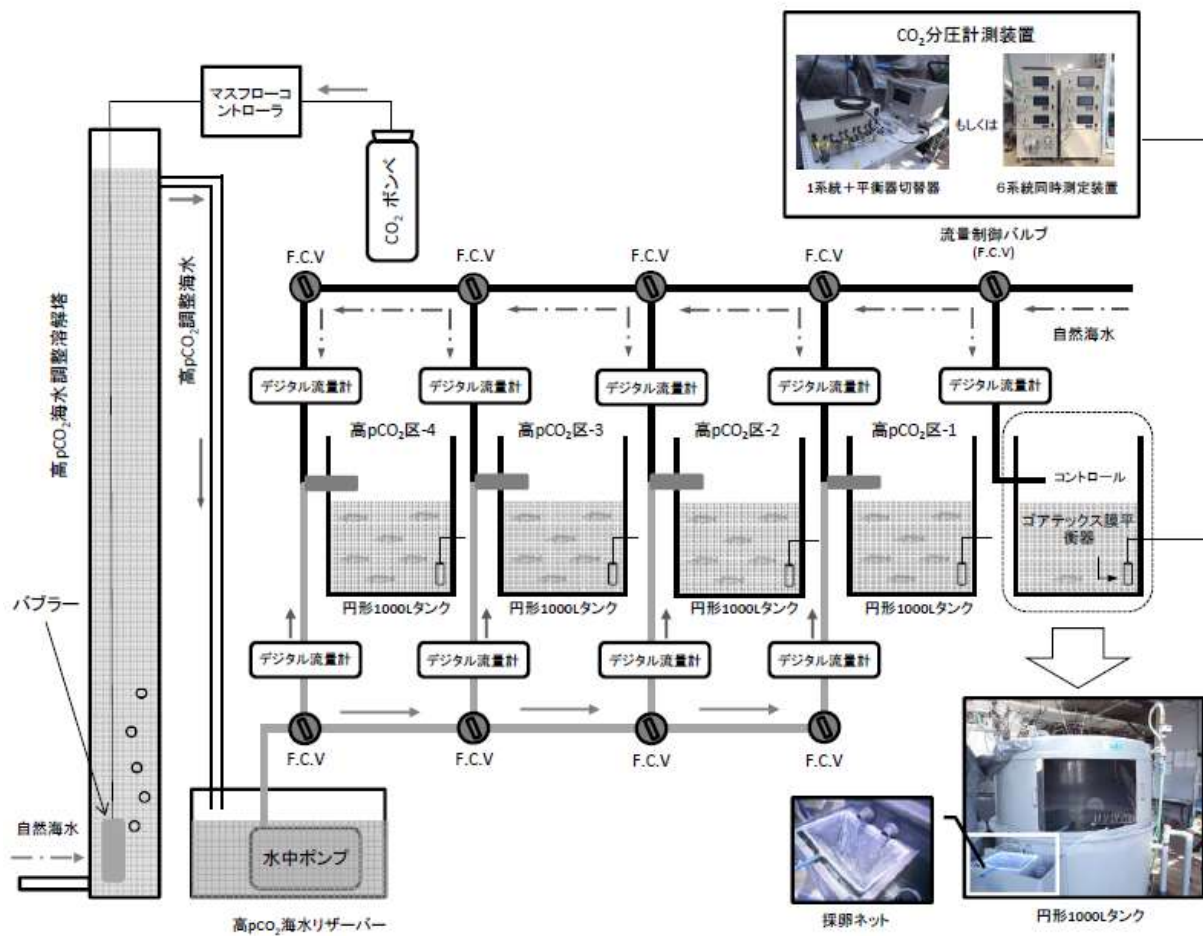 CO₂分圧計測装置
もしくは
1系統+平衡器切替器
6系統同時測定装置
マスフローコ
ントローラ
CO₂ ボンベ
高pCO₂海水調整溶解塔
高pCO₂調整海水
流量制御バルブ
(F.C.V)
F.C.V
F.C.V
F.C.V
F.C.V
自然海水
デジタル流量計
デジタル流量計
デジタル流量計
デジタル流量計
デジタル流量計
高pCO₂区-4
高pCO₂区-3
高pCO₂区-2
高pCO₂区-1
コントロール
ゴアテックス膜平
衡器
円形1000Lタンク
円形1000Lタンク
円形1000Lタンク
円形1000Lタンク
バブラー
デジタル流量計
デジタル流量計
デジタル流量計
デジタル流量計
F.C.V
F.C.V
F.C.V
F.C.V
自然海水
水中ポンプ
高pCO₂海水リザーバー
採卵ネット
円形1000Lタンク